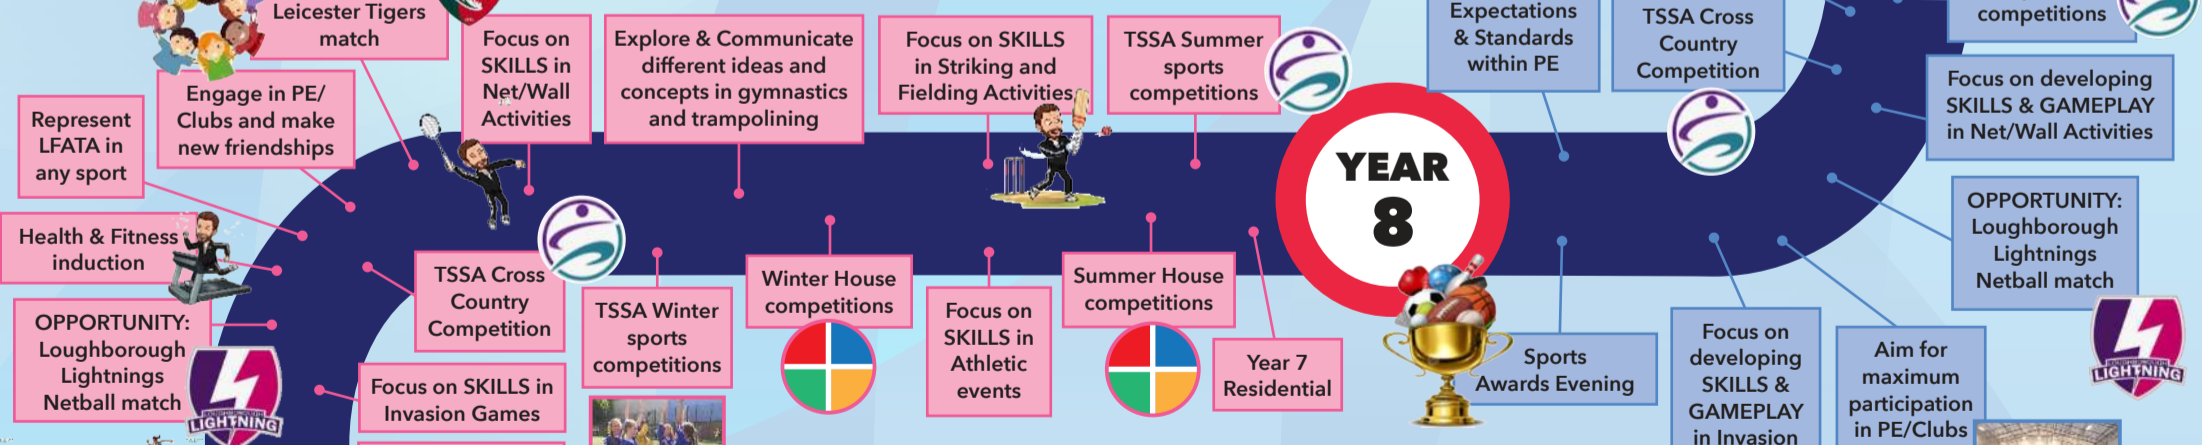 Leicester Tigers
match
Focus on
SKILLS in
Net/Wall
Activities
Explore & Communicate
different ideas and
concepts in gymnastics
and trampolining
Focus on SKILLS
in Striking and
Fielding Activities
TSSA Summer
sports
competitions
Expectations
& Standards
within PE
TSSA Cross
Country
Competition
competitions
Engage in PE/
Clubs and make
new friendships
Represent
LFATA in
any sport
Focus on developing
SKILLS & GAMEPLAY
in Net/Wall Activities
YEAR
8
OPPORTUNITY:
Loughborough
Lightnings
Netball match
Health & Fitness
induction
TSSA Cross
Country
Competition
TSSA Winter
sports
competitions
Winter House
competitions
Focus on
SKILLS in
Athletic
events
Summer House
competitions
Year 7
Residential
OPPORTUNITY:
Loughborough
Lightnings
Netball match
LIGHTNING
Focus on SKILLS in
Invasion Games
Sports
Awards Evening
Focus on
developing
SKILLS &
GAMEPLAY
in Invasion
Aim for
maximum
participation
in PE/Clubs
LIGHTNING